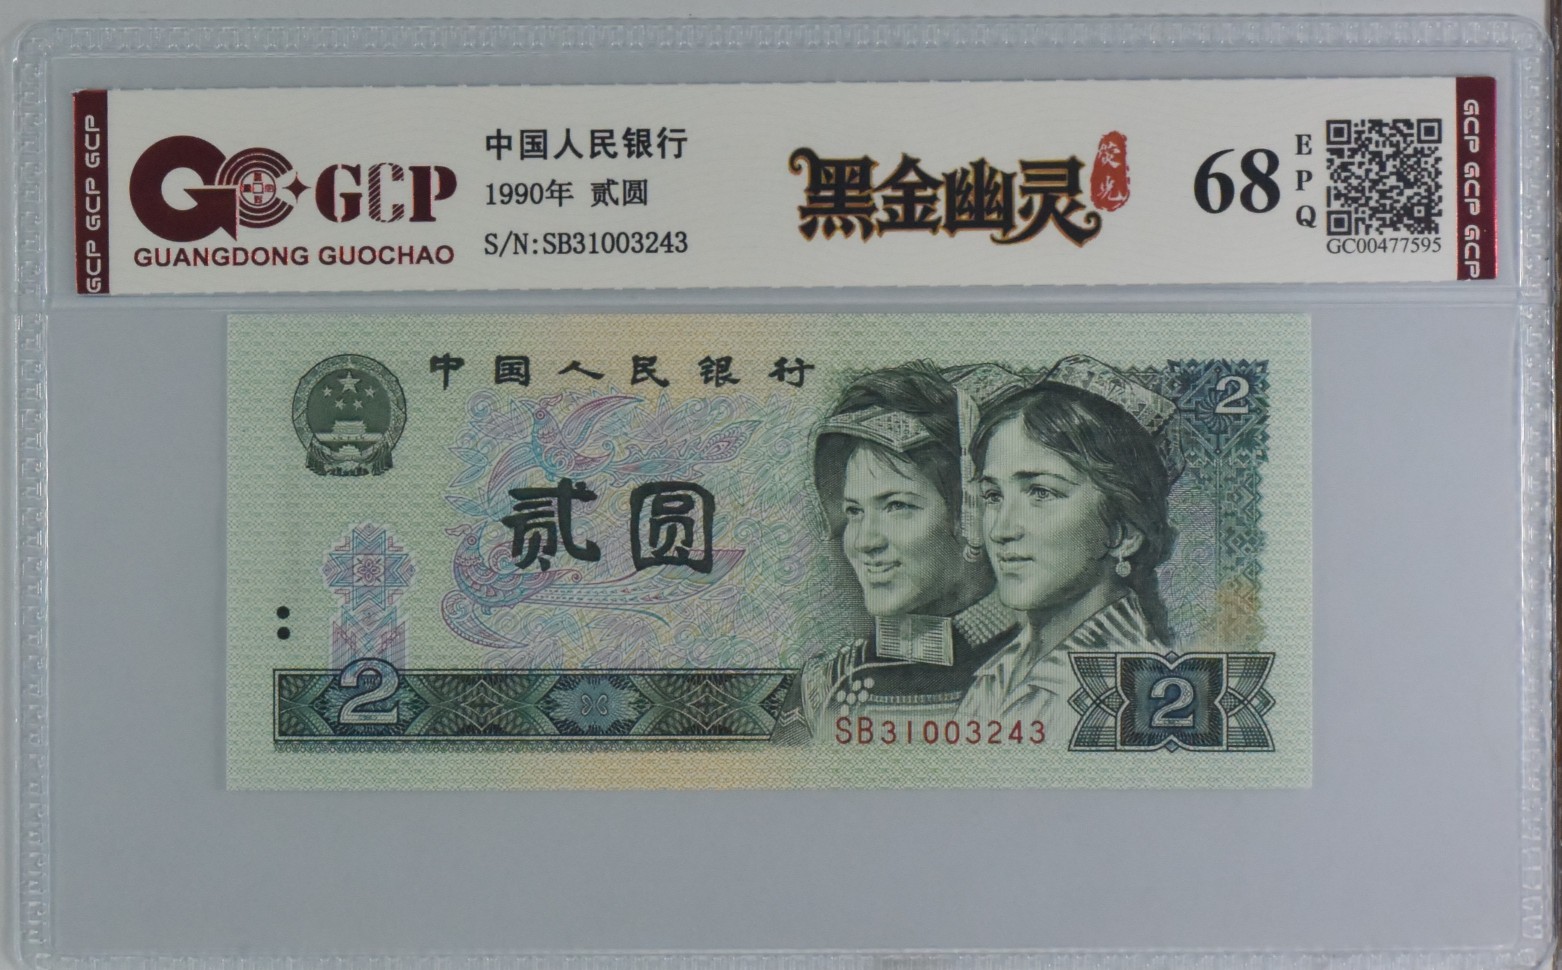 GCP GCP GCP
GCP
GUANGDONG GUOCHAO
中国人民银行
1990年 贰圆
S/N:SB31003243
黑金幽灵
荧光
68
EPQ
GC00477595
GCP GCP GCP
中国人民银行
2
贰圆
2
2
SB31003243